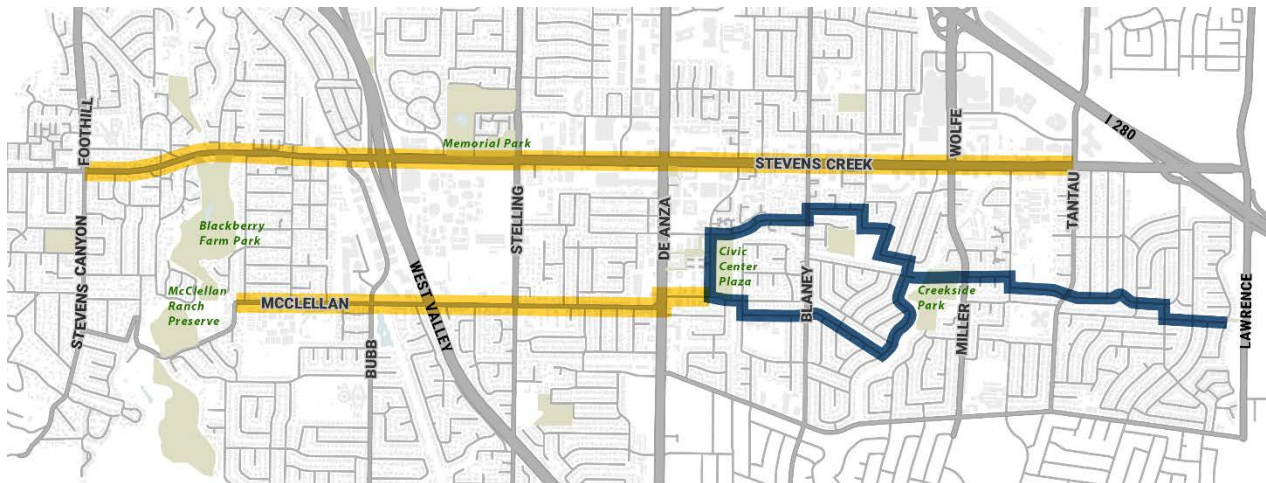 FOOTHILL
Memorial Park
STEVENS CREEK
WOLFE
I 280
TANTAU
STEVENS CANYON
Blackberry
Farm Park
STELLING
DE ANZA
Civic
Center
Plaza
McClellan
Ranch
Preserve
MCCLELLAN
WEST VALLEY
BLANEY
Creekside
Park
MILLER
LAWRENCE
BUBB